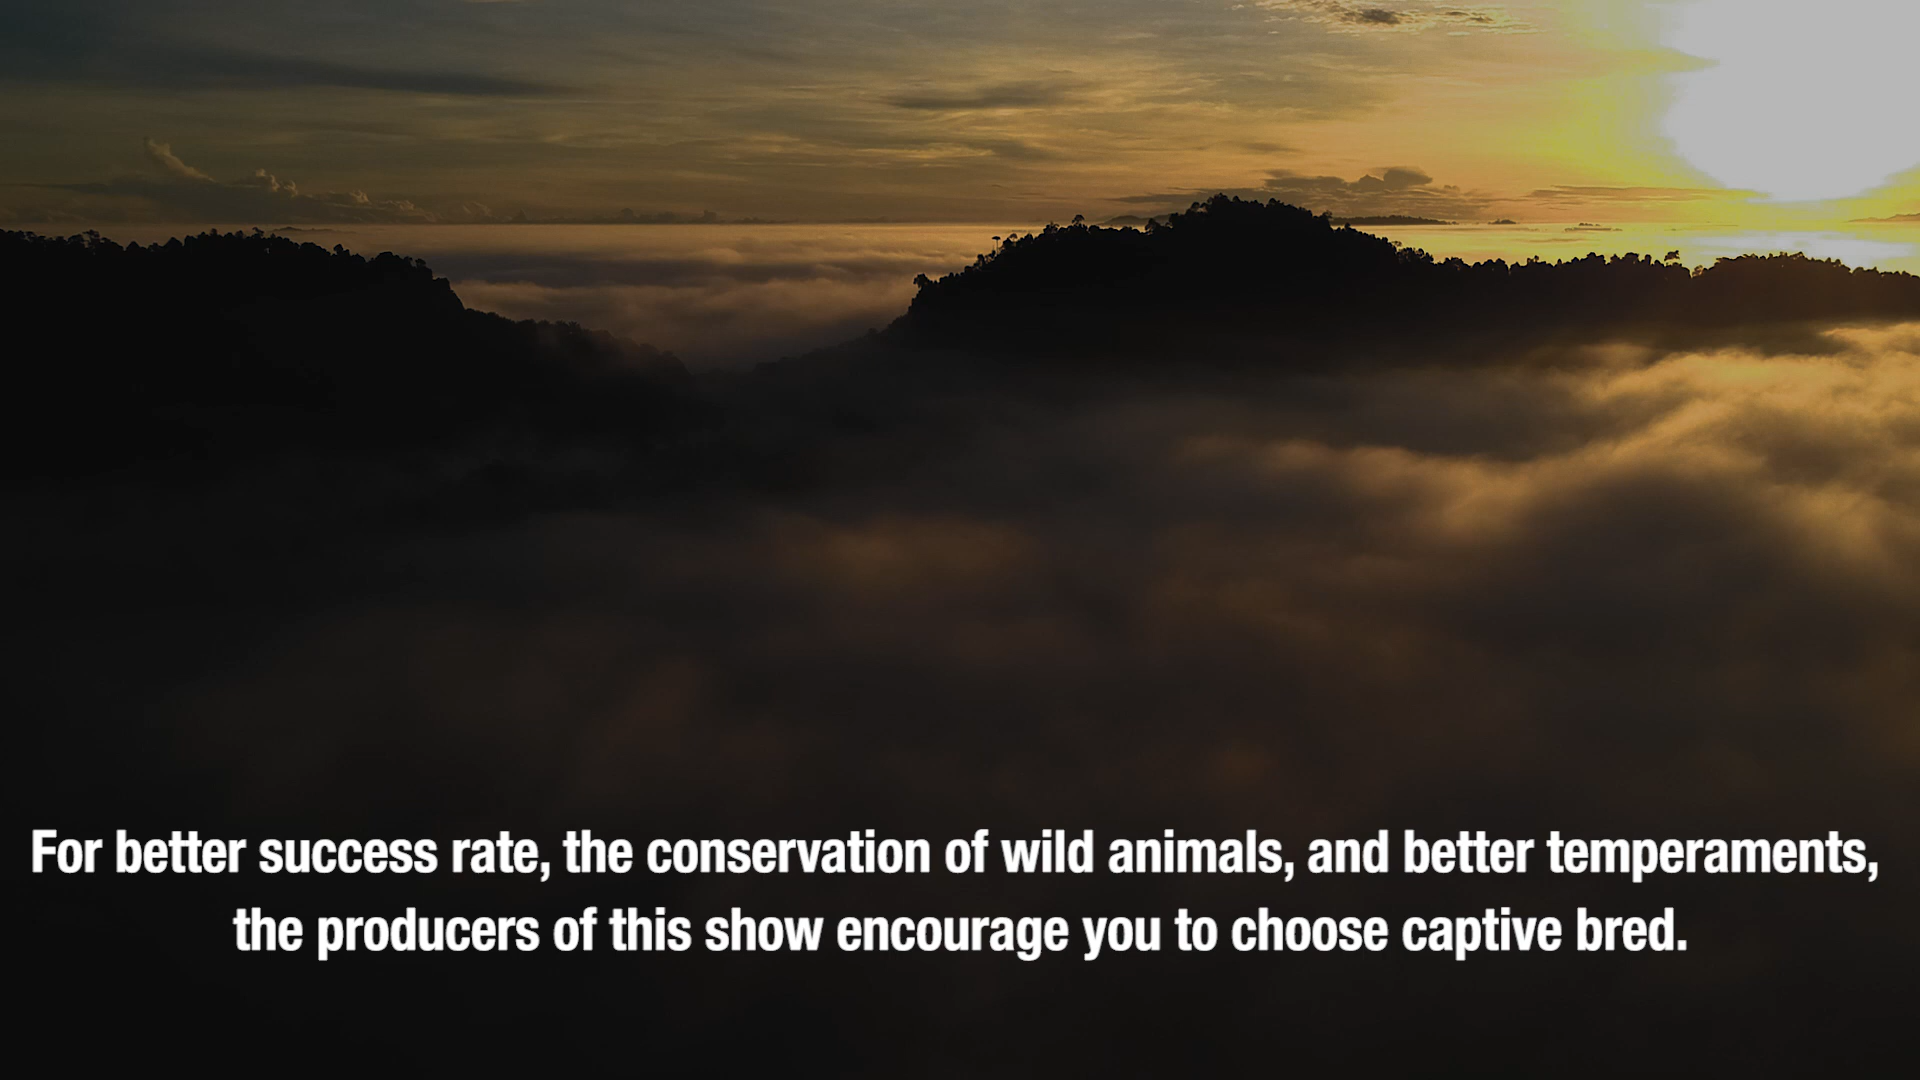 For better success rate, the conservation of wild animals, and better temperaments,
the producers of this show encourage you to choose captive bred.